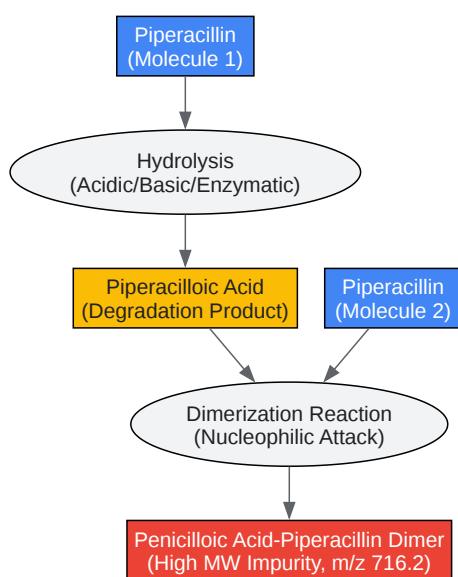 Piperacillin
(Molecule 1)
Hydrolysis
(Acidic/Basic/Enzymatic)
Piperacilloic Acid
(Degradation Product)
Piperacillin
(Molecule 2)
Dimerization Reaction
(Nucleophilic Attack)
Penicilloic Acid-Piperacillin Dimer
(High MW Impurity, m/z 716.2)